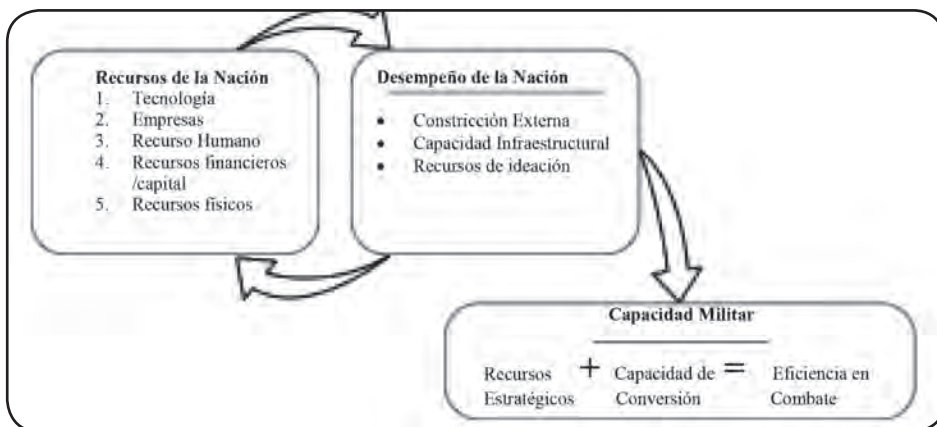 Recursos de la Nación
1. Tecnología
2. Empresas
3. Recurso Humano
4. Recursos financieros
/capital
5. Recursos físicos
Desempeño de la Nación
• Constricción Externa
• Capacidad Infraestructural
• Recursos de ideación
Capacidad Militar
Recursos + Capacidad de = Eficiencia en
Estratégicos Conversión Combate